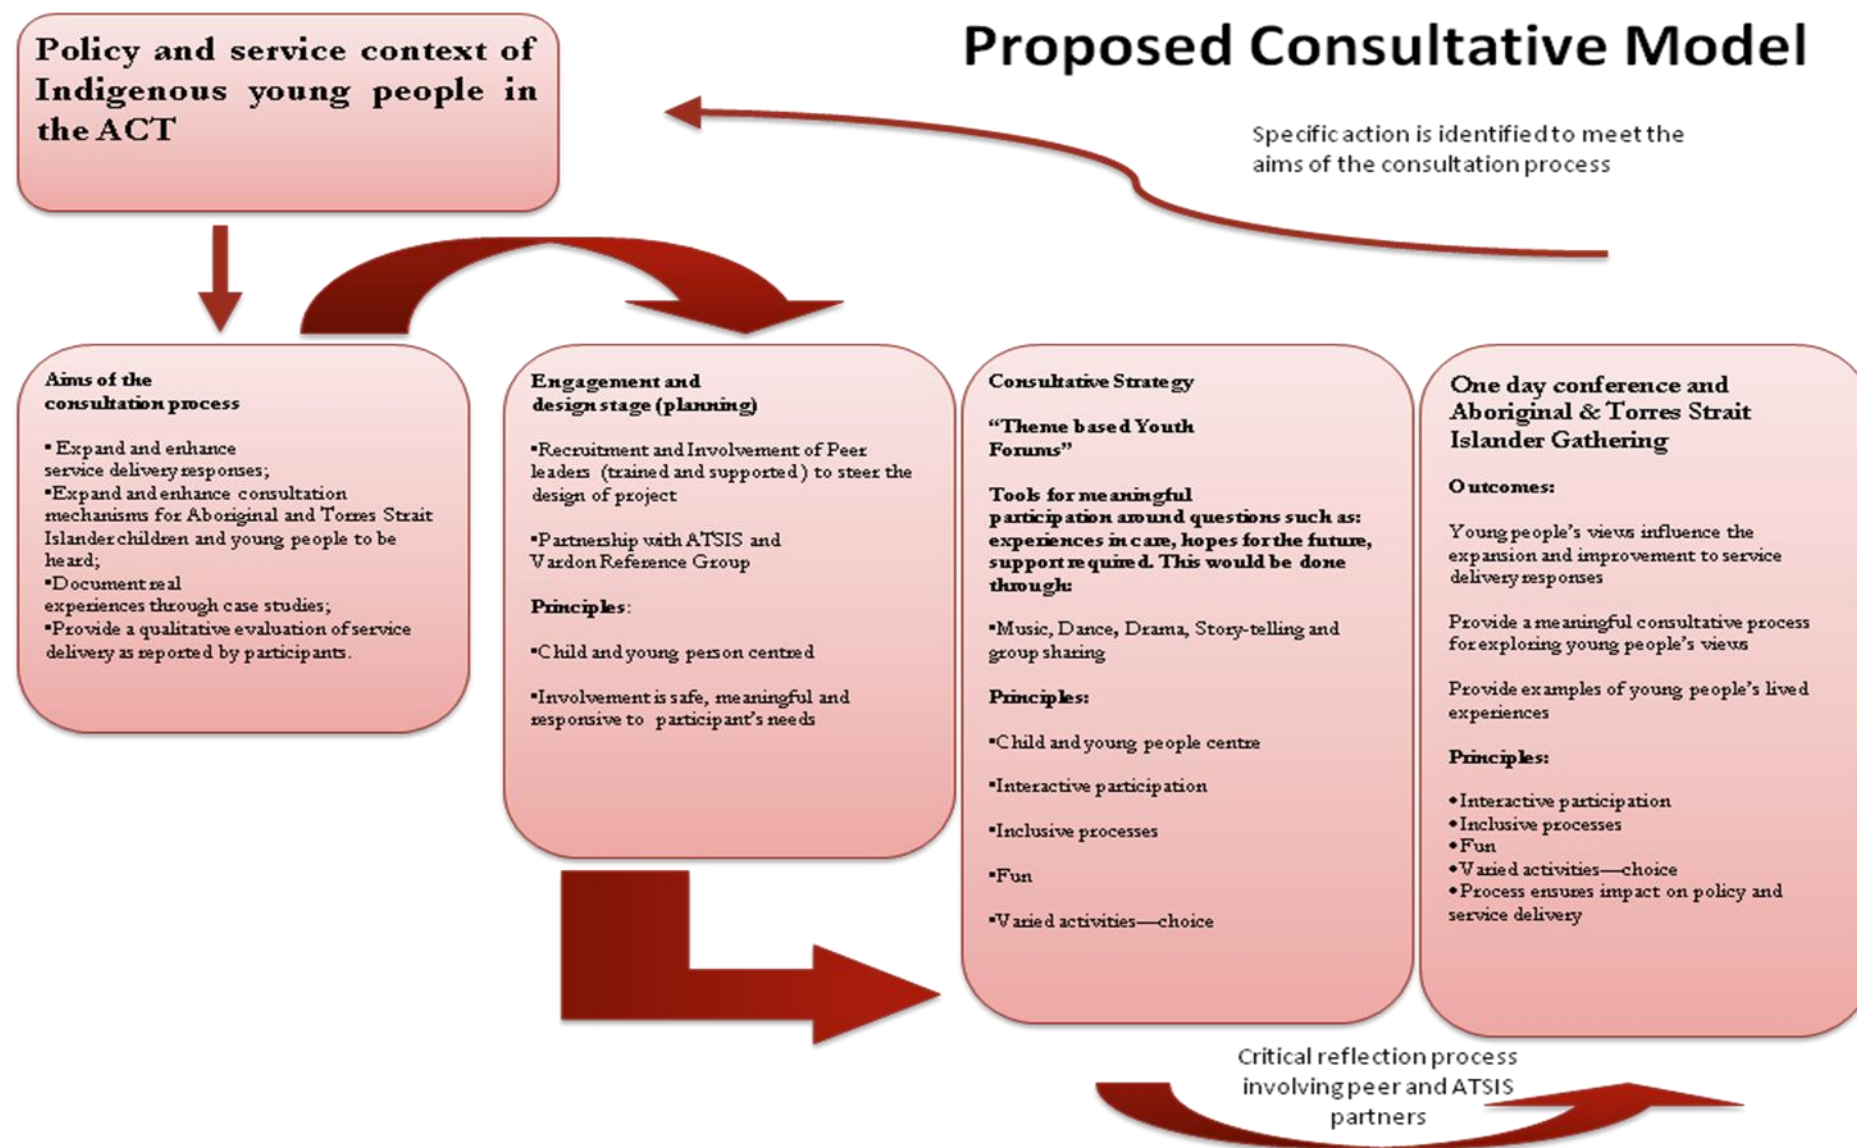 Proposed Consultative Model
Policy and service context of
Indigenous young people in
the ACT
Specific action is identified to meet the
aims of the consultation process
Aims of the
consultation process
▪ Expand and enhance
service delivery responses;
▪Expand and enhance consultation
mechanisms for Aboriginal and Torres Strait
Islander children and young people to be
heard;
▪Document real
experiences through case studies;
▪Provide a qualitative evaluation of service
delivery as reported by participants.
Engagement and
design stage (planning)
▪Recruitment and Involvement of Peer
leaders (trained and supported) to steer the
design of project
▪Partnership with ATSIS and
Vardon Reference Group
Principles:
▪Child and young person centred
▪Involvement is safe, meaningful and
responsive to participant's needs
Consultative Strategy
“Theme based Youth
Forums”
Tools for meaningful
participation around questions such as:
experiences in care, hopes for the future,
support required. This would be done
through:
▪Music, Dance, Drama, Story-telling and
group sharing
Principles:
▪Child and young people centre
▪Interactive participation
▪Inclusive processes
▪Fun
▪Varied activities—choice
One day conference and
Aboriginal & Torres Strait
Islander Gathering
Outcomes:
Young people's views influence the
expansion and improvement to service
delivery responses
Provide a meaningful consultative process
for exploring young people's views
Provide examples of young people's lived
experiences
Principles:
•Interactive participation
•Inclusive processes
•Fun
•Varied activities—choice
•Process ensures impact on policy and
service delivery
Critical reflection process
involving peer and ATSIS
partners